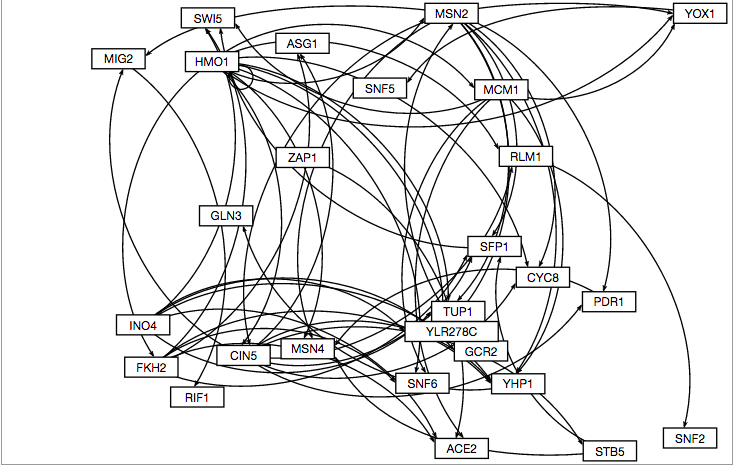 MSN2
YOX1
SWI5
ASG1
MIG2
HMO1
SNF5
MCM1
ZAP1
RLM1
GLN3
SFP1
CYC8
PDR1
TUP1
INO4
YLR278C
MSN4
GCR2
CIN5
FKH2
SNF6
YHP1
RIF1
SNF2
ACE2
STB5